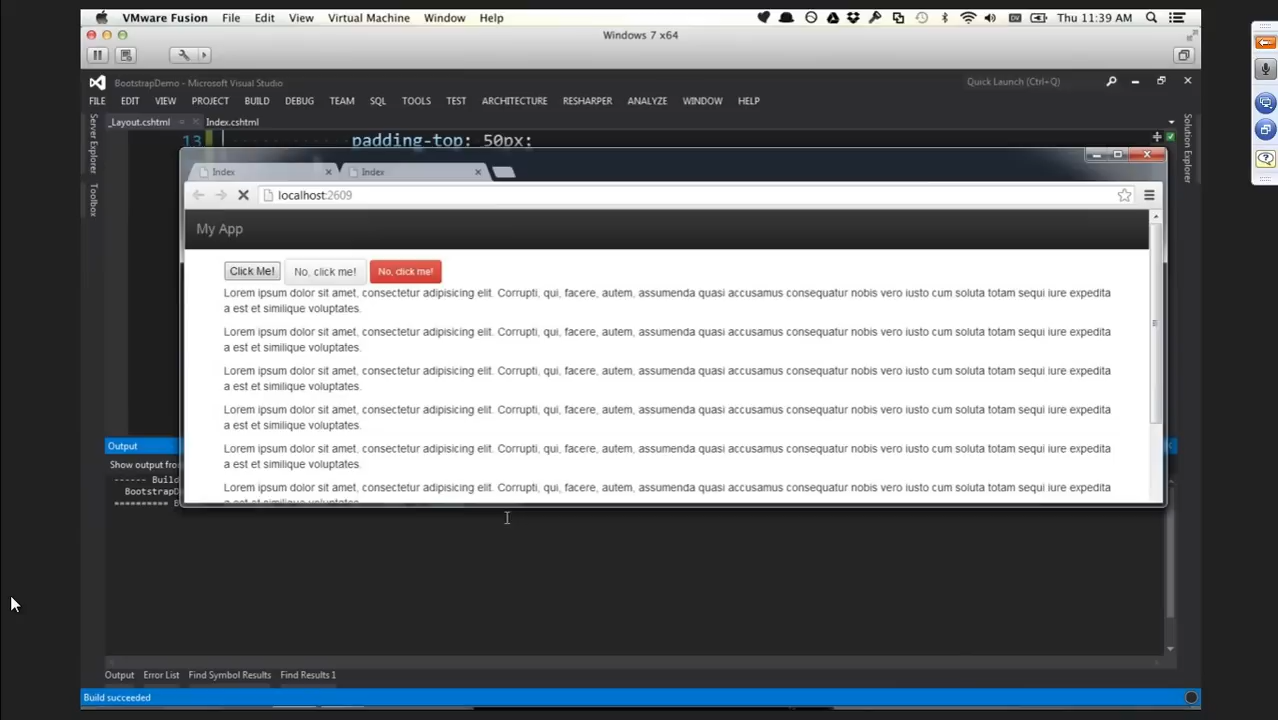 VMware Fusion File Edit View Virtual Machine Window Help Thu 11:39 AM
Windows 7 x64
BootstrapDemo - Microsoft Visual Studio Quick Launch (Ctrl+Q)
FILE EDIT VIEW PROJECT BUILD DEBUG TEAM SQL TOOLS TEST ARCHITECTURE RESHARPER ANALYZE WINDOW HELP
_Layout.cshtml Index.cshtml
Server Explorer
Toolbox
Solution Explorer
13 padding-top: 50px;
Index Index
localhost:2609
My App
Click Me! No, click me! No, click me!
Lorem ipsum dolor sit amet, consectetur adipisicing elit. Corrupti, qui, facere, autem, assumenda quasi accusamus consequatur nobis vero iusto cum soluta totam sequi iure expedita
a est et similique voluptates.
Lorem ipsum dolor sit amet, consectetur adipisicing elit. Corrupti, qui, facere, autem, assumenda quasi accusamus consequatur nobis vero iusto cum soluta totam sequi iure expedita
a est et similique voluptates.
Lorem ipsum dolor sit amet, consectetur adipisicing elit. Corrupti, qui, facere, autem, assumenda quasi accusamus consequatur nobis vero iusto cum soluta totam sequi iure expedita
a est et similique voluptates.
Lorem ipsum dolor sit amet, consectetur adipisicing elit. Corrupti, qui, facere, autem, assumenda quasi accusamus consequatur nobis vero iusto cum soluta totam sequi iure expedita
a est et similique voluptates.
Lorem ipsum dolor sit amet, consectetur adipisicing elit. Corrupti, qui, facere, autem, assumenda quasi accusamus consequatur nobis vero iusto cum soluta totam sequi iure expedita
a est et similique voluptates.
Lorem ipsum dolor sit amet, consectetur adipisicing elit. Corrupti, qui, facere, autem, assumenda quasi accusamus consequatur nobis vero iusto cum soluta totam sequi iure expedita
a est et similique voluptates.
Output
Show output from
------ Buil
BootstrapD
========== B
Output Error List Find Symbol Results Find Results 1
Build succeeded